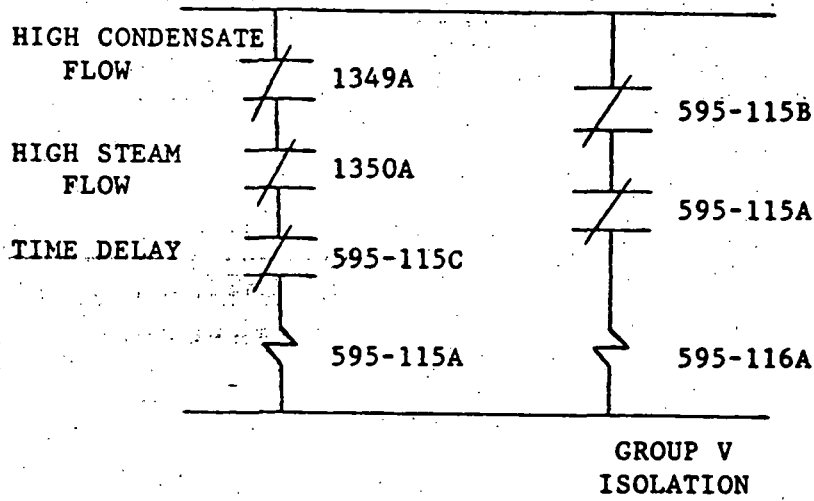 HIGH CONDENSATE
FLOW
1349A
HIGH STEAM
FLOW
1350A
TIME DELAY
595-115C
595-115A
595-115B
595-115A
595-116A
GROUP V
ISOLATION